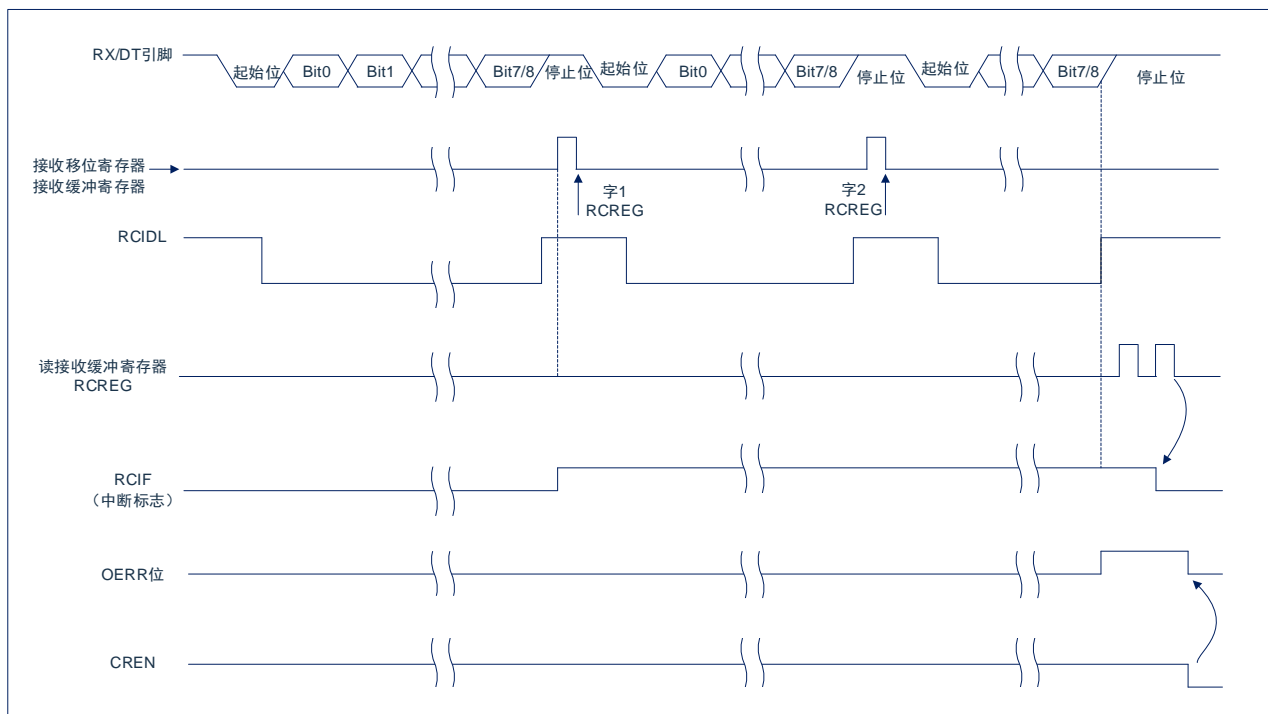 RX/DT引脚
起始位 Bit0 Bit1 Bit7/8 停止位 起始位 Bit0 Bit7/8 停止位 起始位 Bit7/8 停止位
接收移位寄存器
接收缓冲寄存器
字1
RCREG
字2
RCREG
RCIDL
读接收缓冲寄存器
RCREG
RCIF
（中断标志）
OERR位
CREN